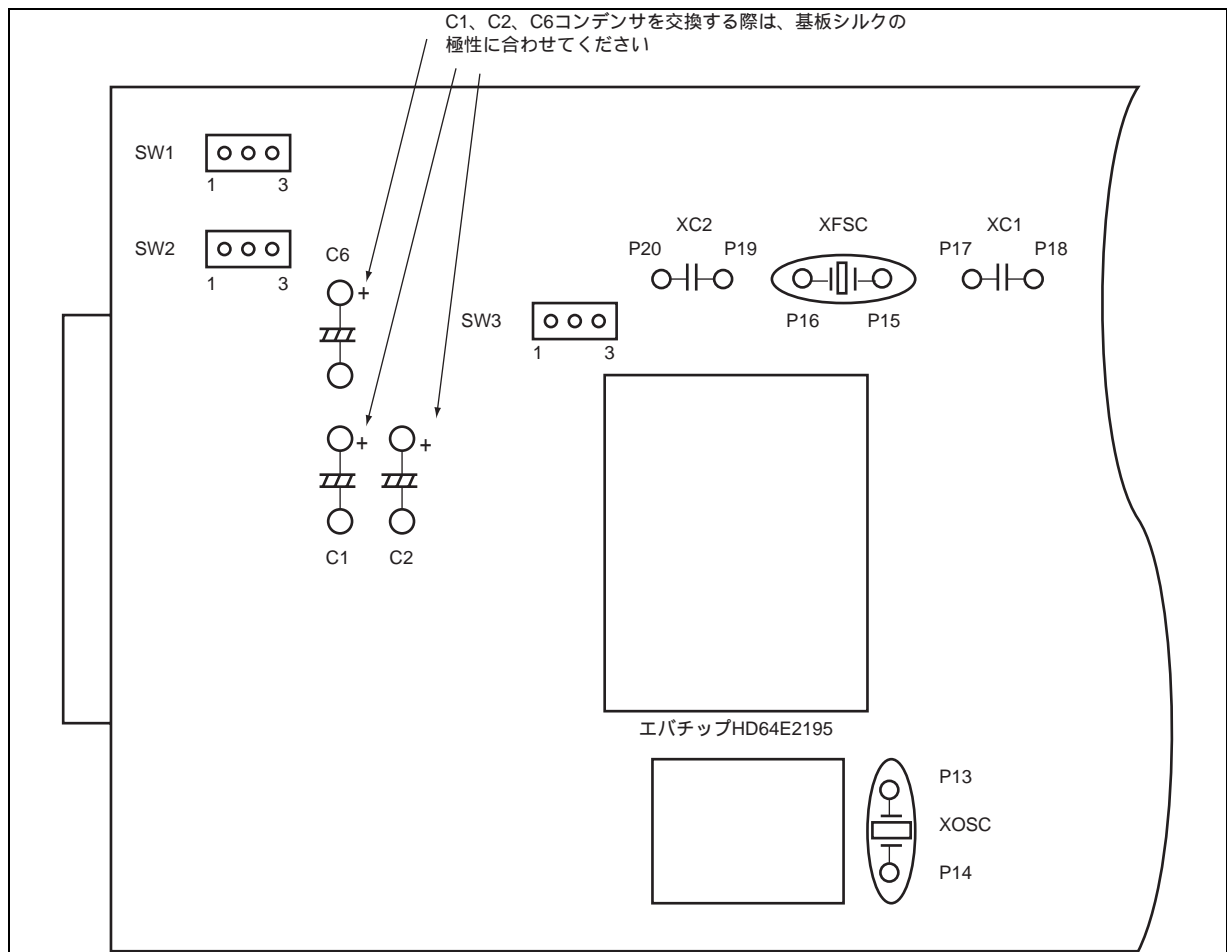 C1、C2、C6コンデンサを交換する際は、基板シルクの
極性に合わせてください
SW1
1 3
SW2
1 3
C6
+
SW3
1 3
XC2
P20 P19
XFSC
P16 P15
XC1
P17 P18
+
+
C1 C2
エバチップHD64E2195
P13
XOSC
P14